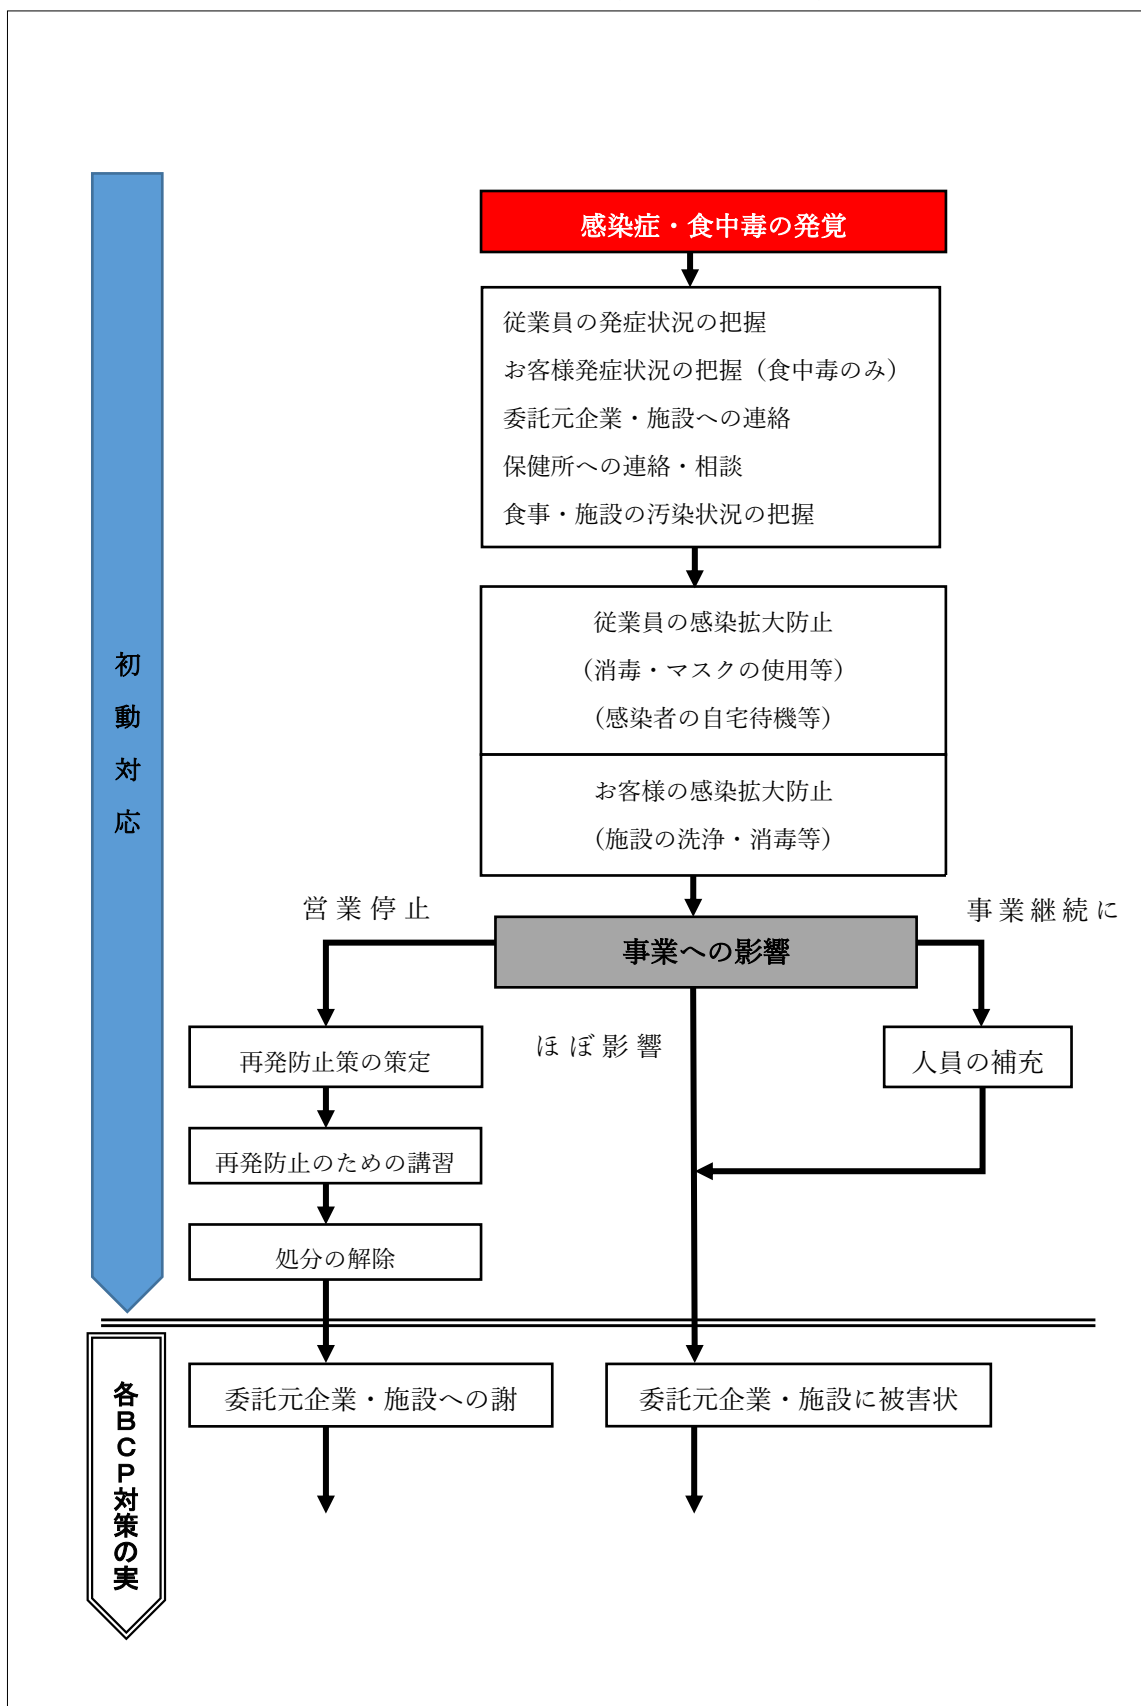 感染症・食中毒の発覚
従業員の発症状況の把握
お客様発症状況の把握（食中毒のみ）
委託元企業・施設への連絡
保健所への連絡・相談
食事・施設の汚染状況の把握
従業員の感染拡大防止
（消毒・マスクの使用等）
（感染者の自宅待機等）
お客様の感染拡大防止
（施設の洗浄・消毒等）
初動対応
営業停止
事業継続に
事業への影響
ほぼ影響
再発防止策の策定
人員の補充
再発防止のための講習
処分の解除
委託元企業・施設への謝
委託元企業・施設に被害状
各BCP対策の実